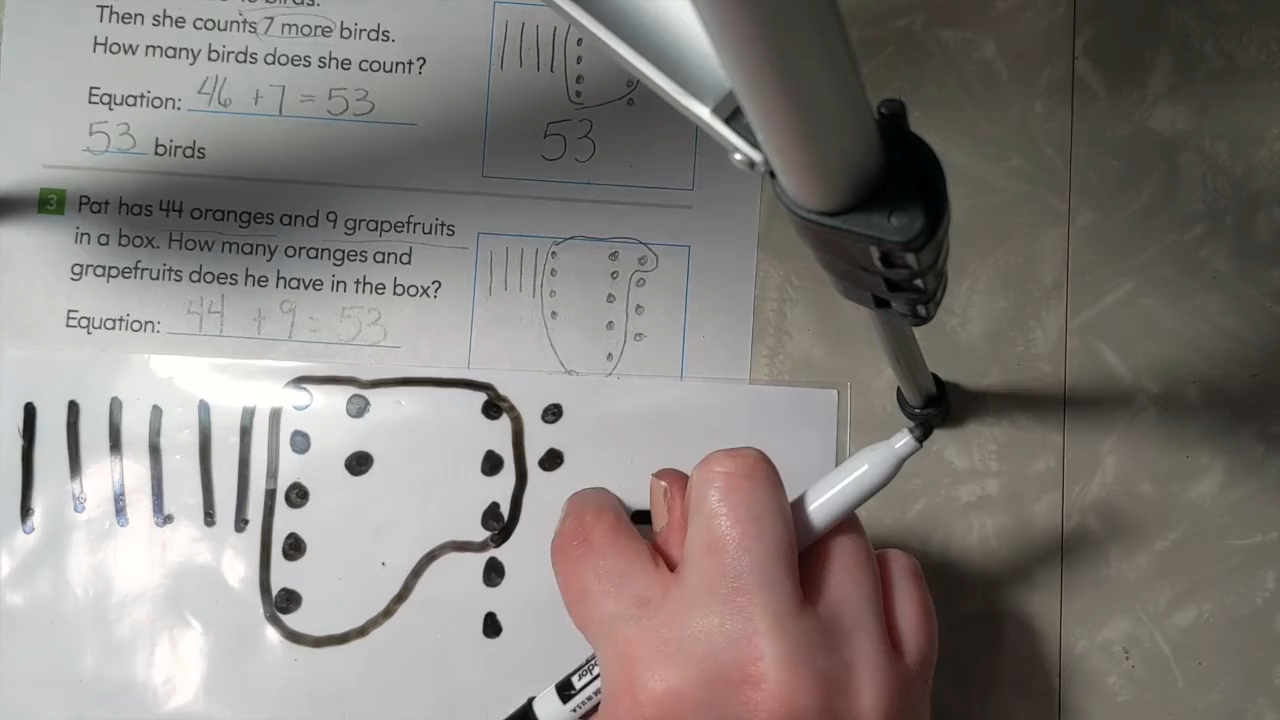 Then she counts 7 more birds.
How many birds does she count?
Equation: 46 + 7 = 53
53 birds
53
3 Pat has 44 oranges and 9 grapefruits
in a box. How many oranges and
grapefruits does he have in the box?
Equation: 44 + 9 = 53